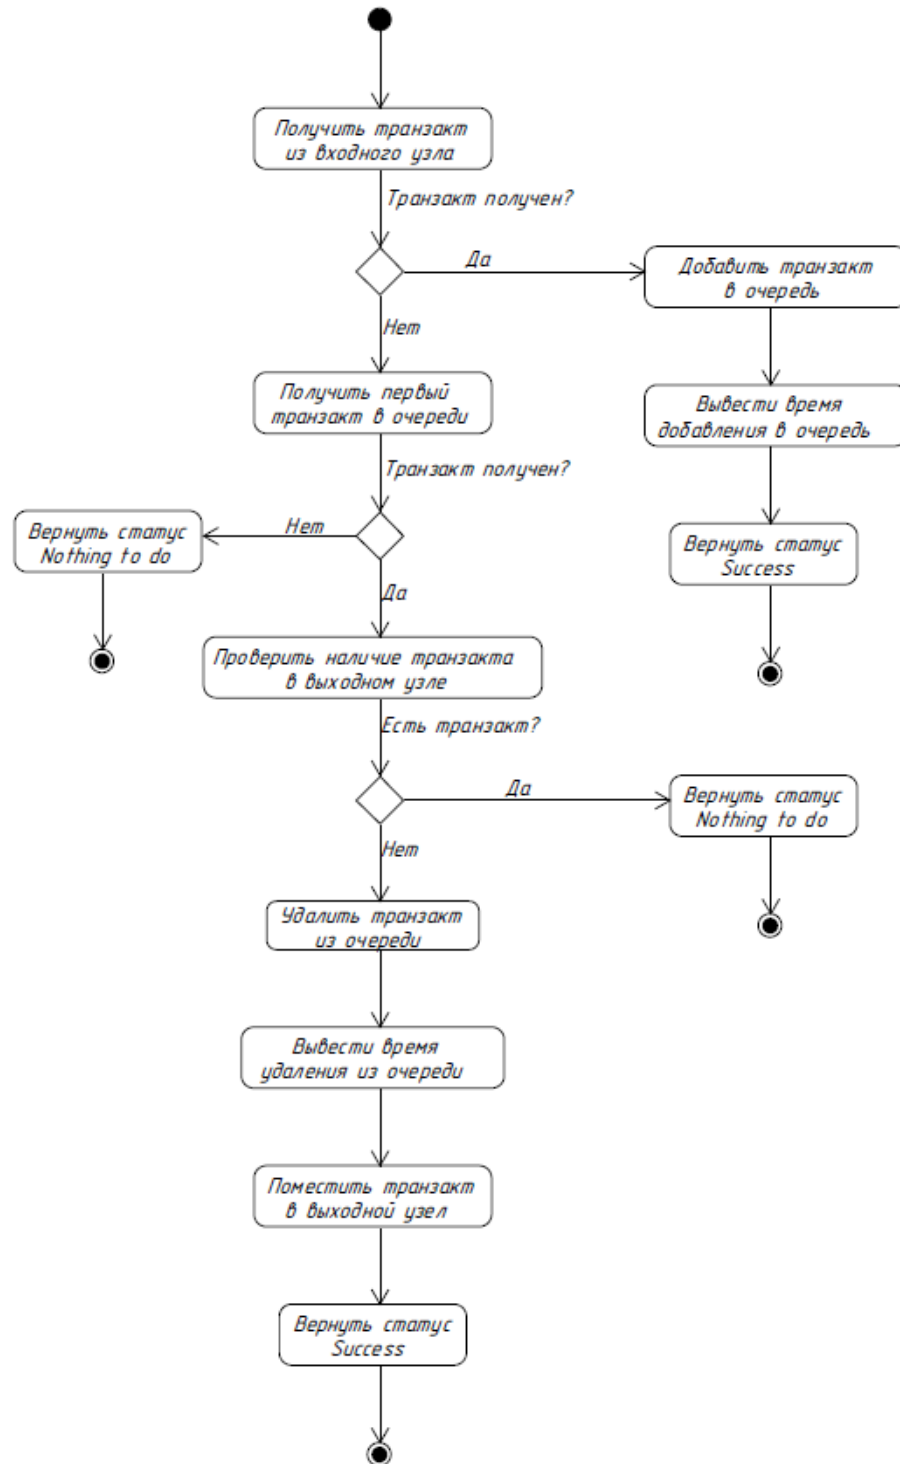 Получить транзакт
из входного узла
Транзакт получен?
Да
Добавить транзакт
в очередь
Нет
Получить первый
транзакт в очереди
Вывести время
добавления в очередь
Транзакт получен?
Вернуть статус
Nothing to do
Нет
Вернуть статус
Success
Да
Проверить наличие транзакта
в выходном узле
Есть транзакт?
Да
Вернуть статус
Nothing to do
Нет
Удалить транзакт
из очереди
Вывести время
удаления из очереди
Поместить транзакт
в выходной узел
Вернуть статус
Success